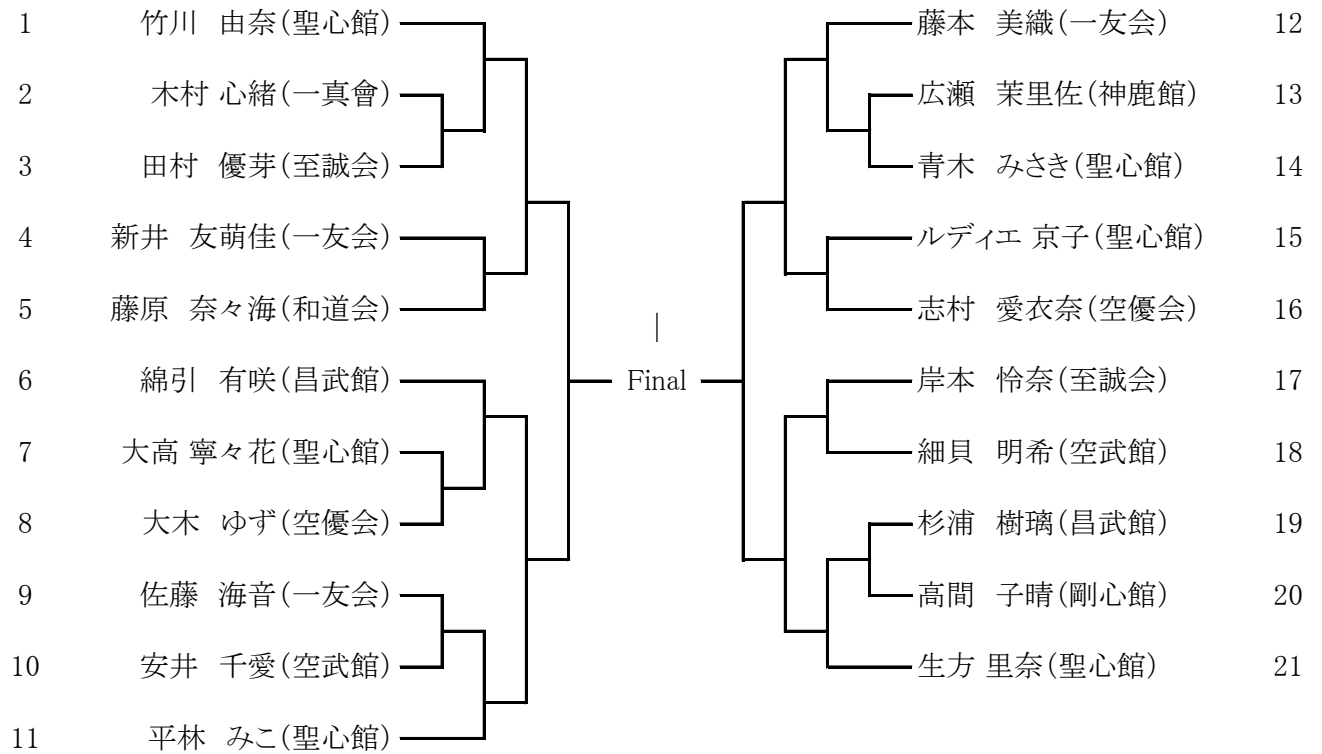 1 竹川 由奈(聖心館)
2 木村 心緒(一真會)
3 田村 優芽(至誠会)
4 新井 友萌佳(一友会)
5 藤原 奈々海(和道会)
6 綿引 有咲(昌武館)
7 大高 寧々花(聖心館)
8 大木 ゆず(空優会)
9 佐藤 海音(一友会)
10 安井 千愛(空武館)
11 平林 みこ(聖心館)
|
Final
藤本 美織(一友会) 12
広瀬 茉里佐(神鹿館) 13
青木 みさき(聖心館) 14
ルディエ 京子(聖心館) 15
志村 愛衣奈(空優会) 16
岸本 怜奈(至誠会) 17
細貝 明希(空武館) 18
杉浦 樹璃(昌武館) 19
高間 子晴(剛心館) 20
生方 里奈(聖心館) 21